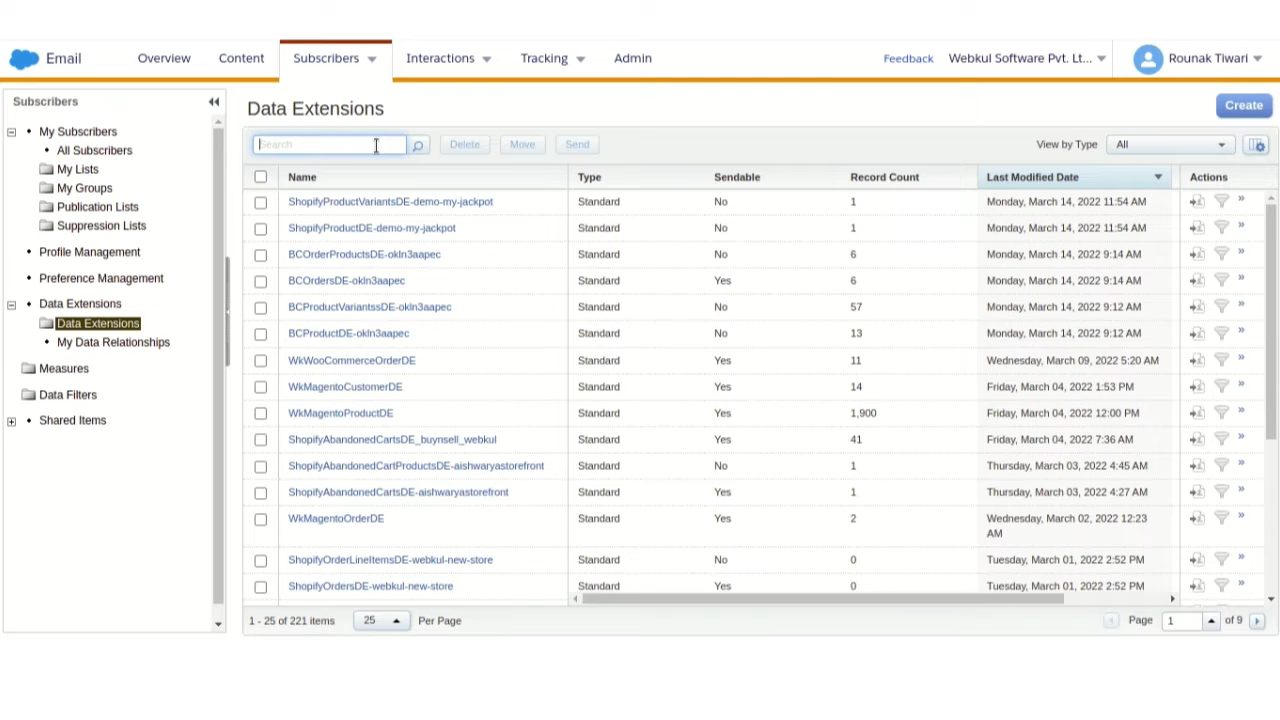 Email Overview Content Subscribers Interactions Tracking Admin Feedback Webkul Software Pvt. Lt... Rounak Tiwari
Subscribers
My Subscribers
All Subscribers
My Lists
My Groups
Publication Lists
Suppression Lists
Profile Management
Preference Management
Data Extensions
Data Extensions
My Data Relationships
Measures
Data Filters
Shared Items
Data Extensions Create
Search Delete Move Send View by Type All
Name Type Sendable Record Count Last Modified Date Actions
ShopifyProductVariantsDE-demo-my-jackpot Standard No 1 Monday, March 14, 2022 11:54 AM »
ShopifyProductDE-demo-my-jackpot Standard No 1 Monday, March 14, 2022 11:54 AM »
BCOrderProductsDE-okln3aapec Standard No 6 Monday, March 14, 2022 9:14 AM »
BCOrdersDE-okln3aapec Standard Yes 6 Monday, March 14, 2022 9:14 AM »
BCProductVariantssDE-okln3aapec Standard No 57 Monday, March 14, 2022 9:12 AM »
BCProductDE-okln3aapec Standard No 13 Monday, March 14, 2022 9:12 AM »
WkWooCommerceOrderDE Standard Yes 11 Wednesday, March 09, 2022 5:20 AM »
WkMagentoCustomerDE Standard Yes 14 Friday, March 04, 2022 1:53 PM »
WkMagentoProductDE Standard Yes 1,900 Friday, March 04, 2022 12:00 PM »
ShopifyAbandonedCartsDE_buynsell_webkul Standard Yes 41 Friday, March 04, 2022 7:36 AM »
ShopifyAbandonedCartProductsDE-aishwaryastorefront Standard No 1 Thursday, March 03, 2022 4:45 AM »
ShopifyAbandonedCartsDE-aishwaryastorefront Standard Yes 1 Thursday, March 03, 2022 4:27 AM »
WkMagentoOrderDE Standard Yes 2 Wednesday, March 02, 2022 12:23 »
AM
ShopifyOrderLineItemsDE-webkul-new-store Standard No 0 Tuesday, March 01, 2022 2:52 PM »
ShopifyOrdersDE-webkul-new-store Standard Yes 0 Tuesday, March 01, 2022 2:52 PM »
1 - 25 of 221 items 25 Per Page Page 1 of 9